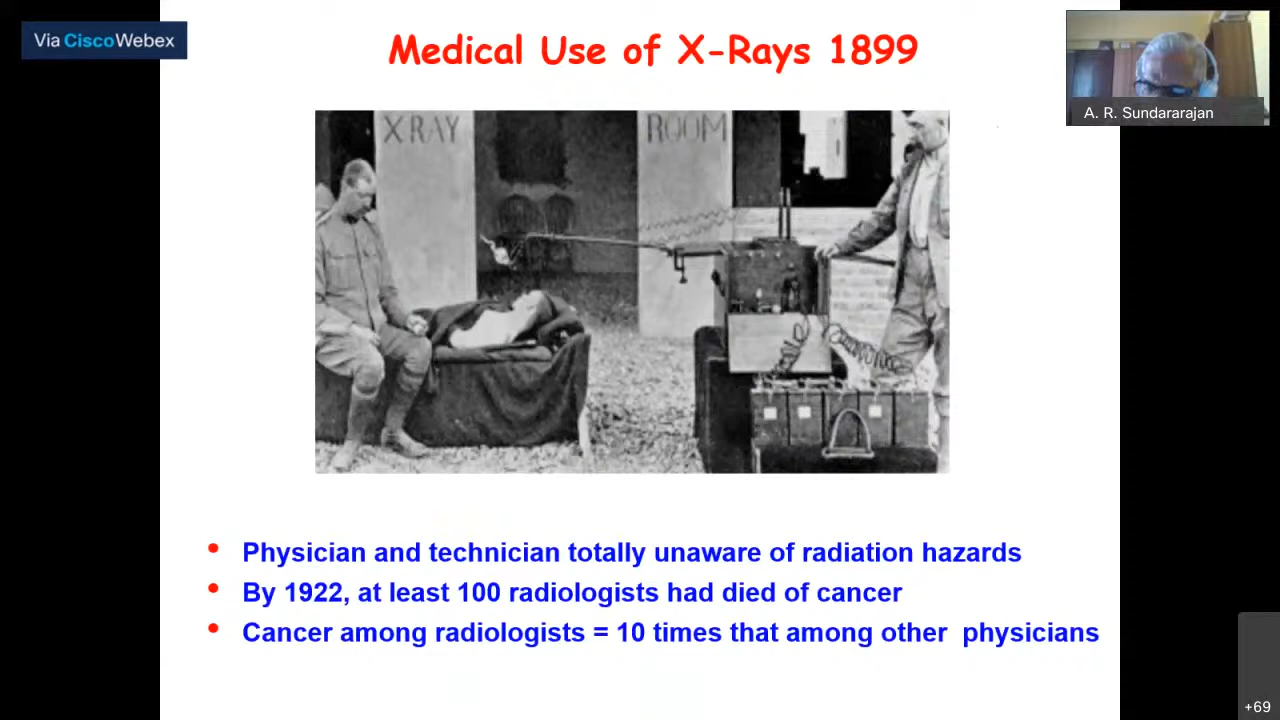 Via CiscoWebex
Medical Use of X-Rays 1899
A. R. Sundararajan
X RAY
ROOM
• Physician and technician totally unaware of radiation hazards
• By 1922, at least 100 radiologists had died of cancer
• Cancer among radiologists = 10 times that among other physicians
+69